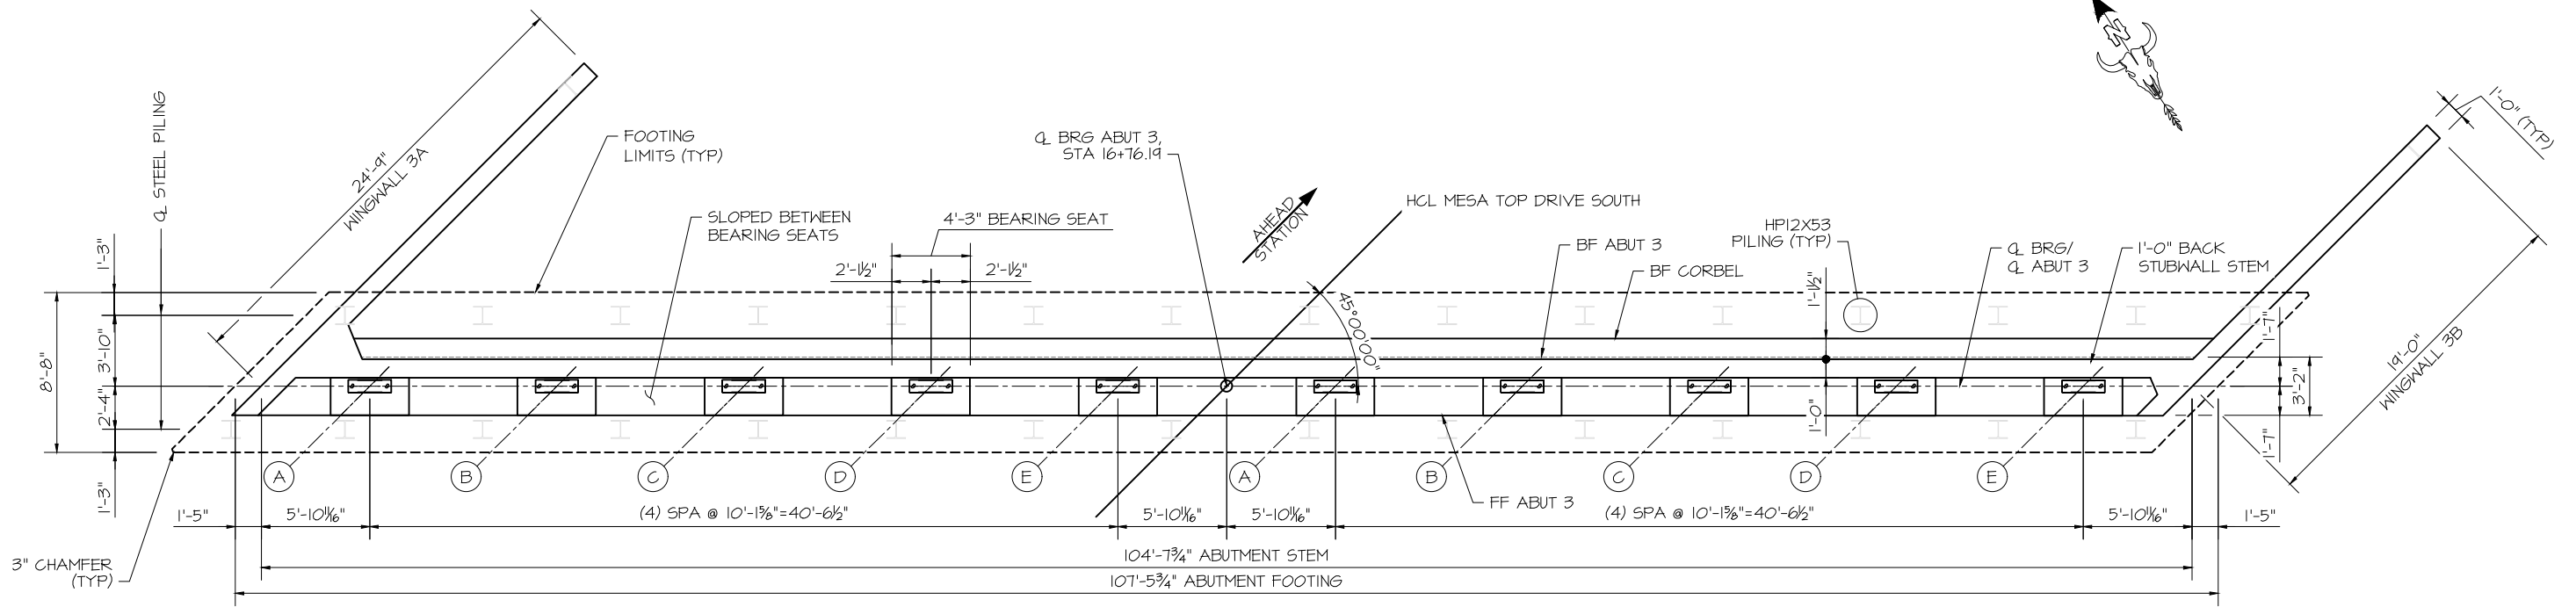 24'-9"
WINGWALL 3A
℄ STEEL PILING
FOOTING
LIMITS (TYP)
SLOPED BETWEEN
BEARING SEATS
4'-3" BEARING SEAT
2'-1½"
2'-1½"
℄ BRG ABUT 3,
STA 16+76.19
AHEAD
STATION
HCL MESA TOP DRIVE SOUTH
45°00'00"
BF ABUT 3
BF CORBEL
HP12X53
PILING (TYP)
1'-1½"
1'-0"
℄ BRG/
℄ ABUT 3
1'-0" BACK
STUBWALL STEM
N
1'-0" (TYP)
19'-0"
WINGWALL 3B
1'-7"
3'-2"
1'-7"
1'-3"
3'-10"
8'-8"
2'-4"
1'-3"
A
B
C
D
E
A
B
C
D
E
FF ABUT 3
1'-5"
5'-10¹¹⁄₁₆"
(4) SPA @ 10'-1⅝"=40'-6½"
5'-10¹¹⁄₁₆"
5'-10¹¹⁄₁₆"
(4) SPA @ 10'-1⅝"=40'-6½"
5'-10¹¹⁄₁₆"
1'-5"
3" CHAMFER
(TYP)
104'-7¾" ABUTMENT STEM
107'-5¾" ABUTMENT FOOTING